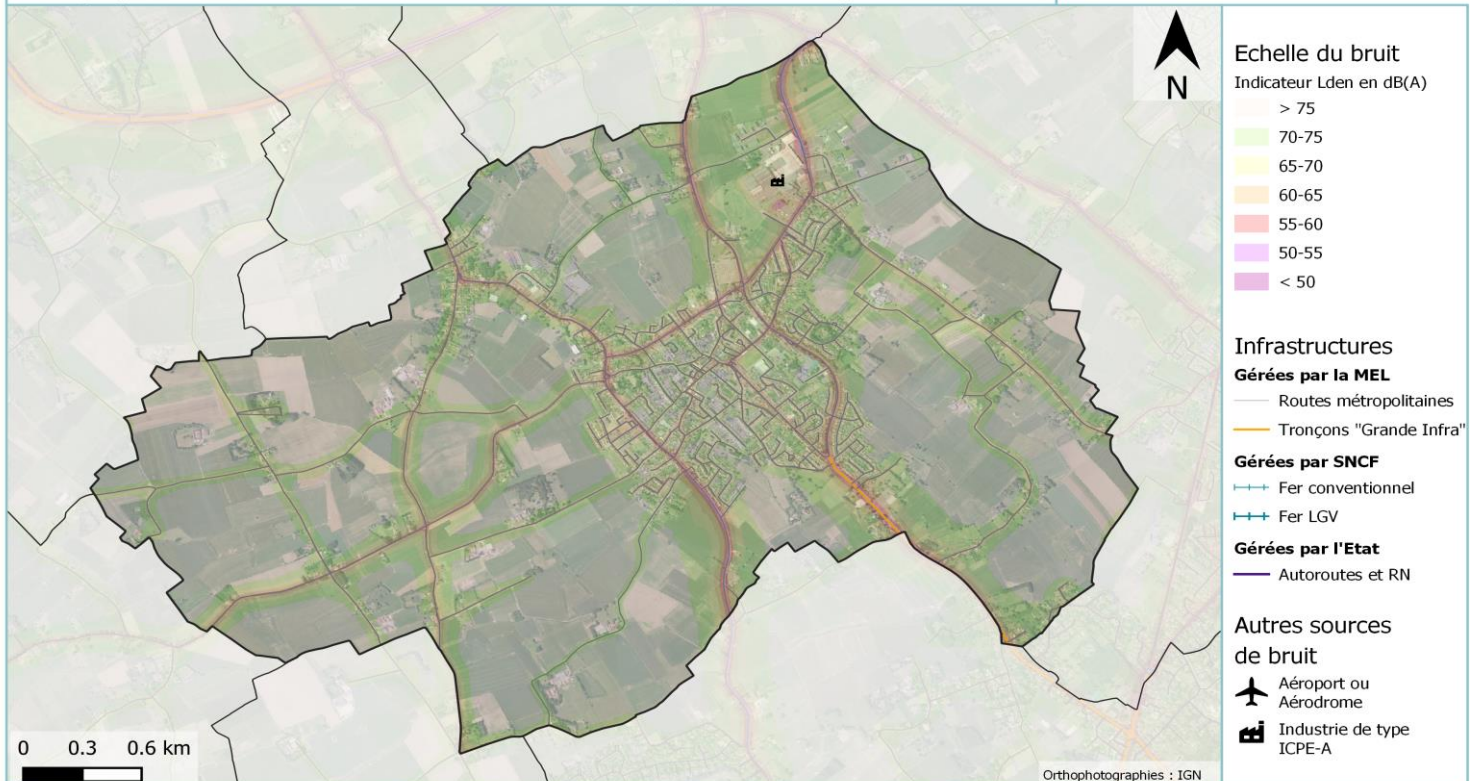 N
0 0.3 0.6 km
Orthophotographies : IGN
Echelle du bruit
Indicateur Lden en dB(A)
> 75
70-75
65-70
60-65
55-60
50-55
< 50
Infrastructures
Gérées par la MEL
Routes métropolitaines
Tronçons "Grande Infra"
Gérées par SNCF
Fer conventionnel
Fer LGV
Gérées par l'Etat
Autoroutes et RN
Autres sources
de bruit
Aéroport ou
Aérodrome
Industrie de type
ICPE-A